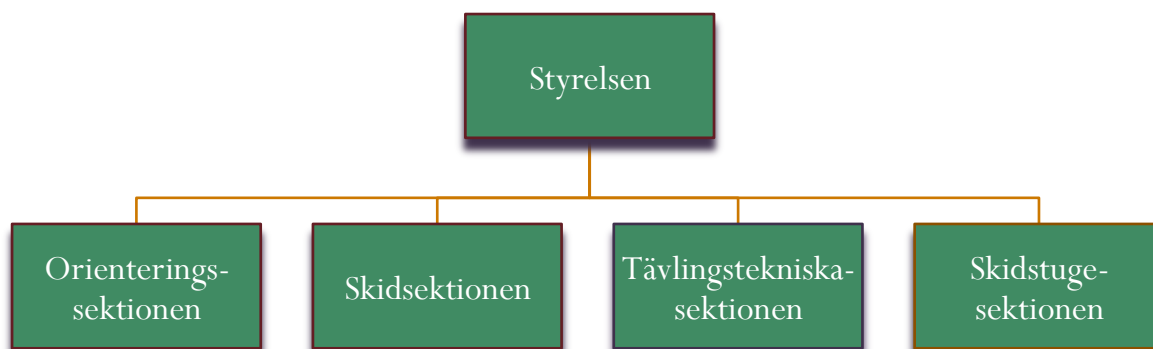 Styrelsen
Orienterings-
sektionen
Skidsektionen
Tävlingstekniska-
sektionen
Skidstuge-
sektionen